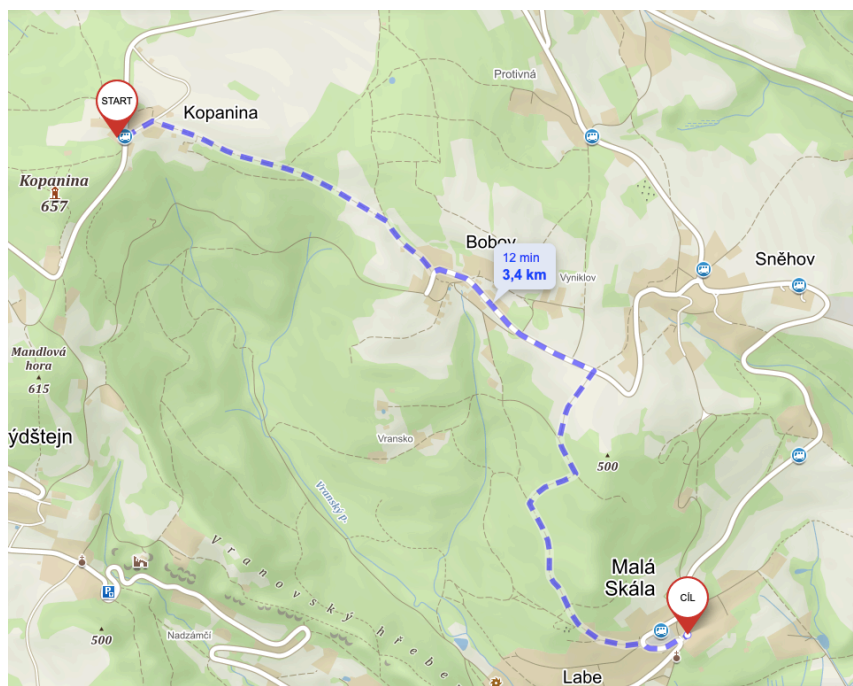 Protivná
START
Kopanina
Kopanina
657
Bobov
12 min
3,4 km
Vyniklov
Sněhov
Mandlová
hora
615
ýdštejn
Vransko
500
Vranský p.
Vranovský hřebe
Malá
Skála
CÍL
P
500
Nadzámčí
Labe